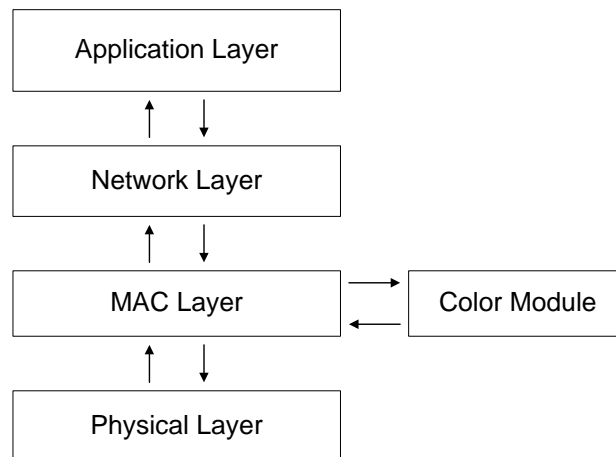 Application Layer
Network Layer
MAC Layer
Color Module
Physical Layer